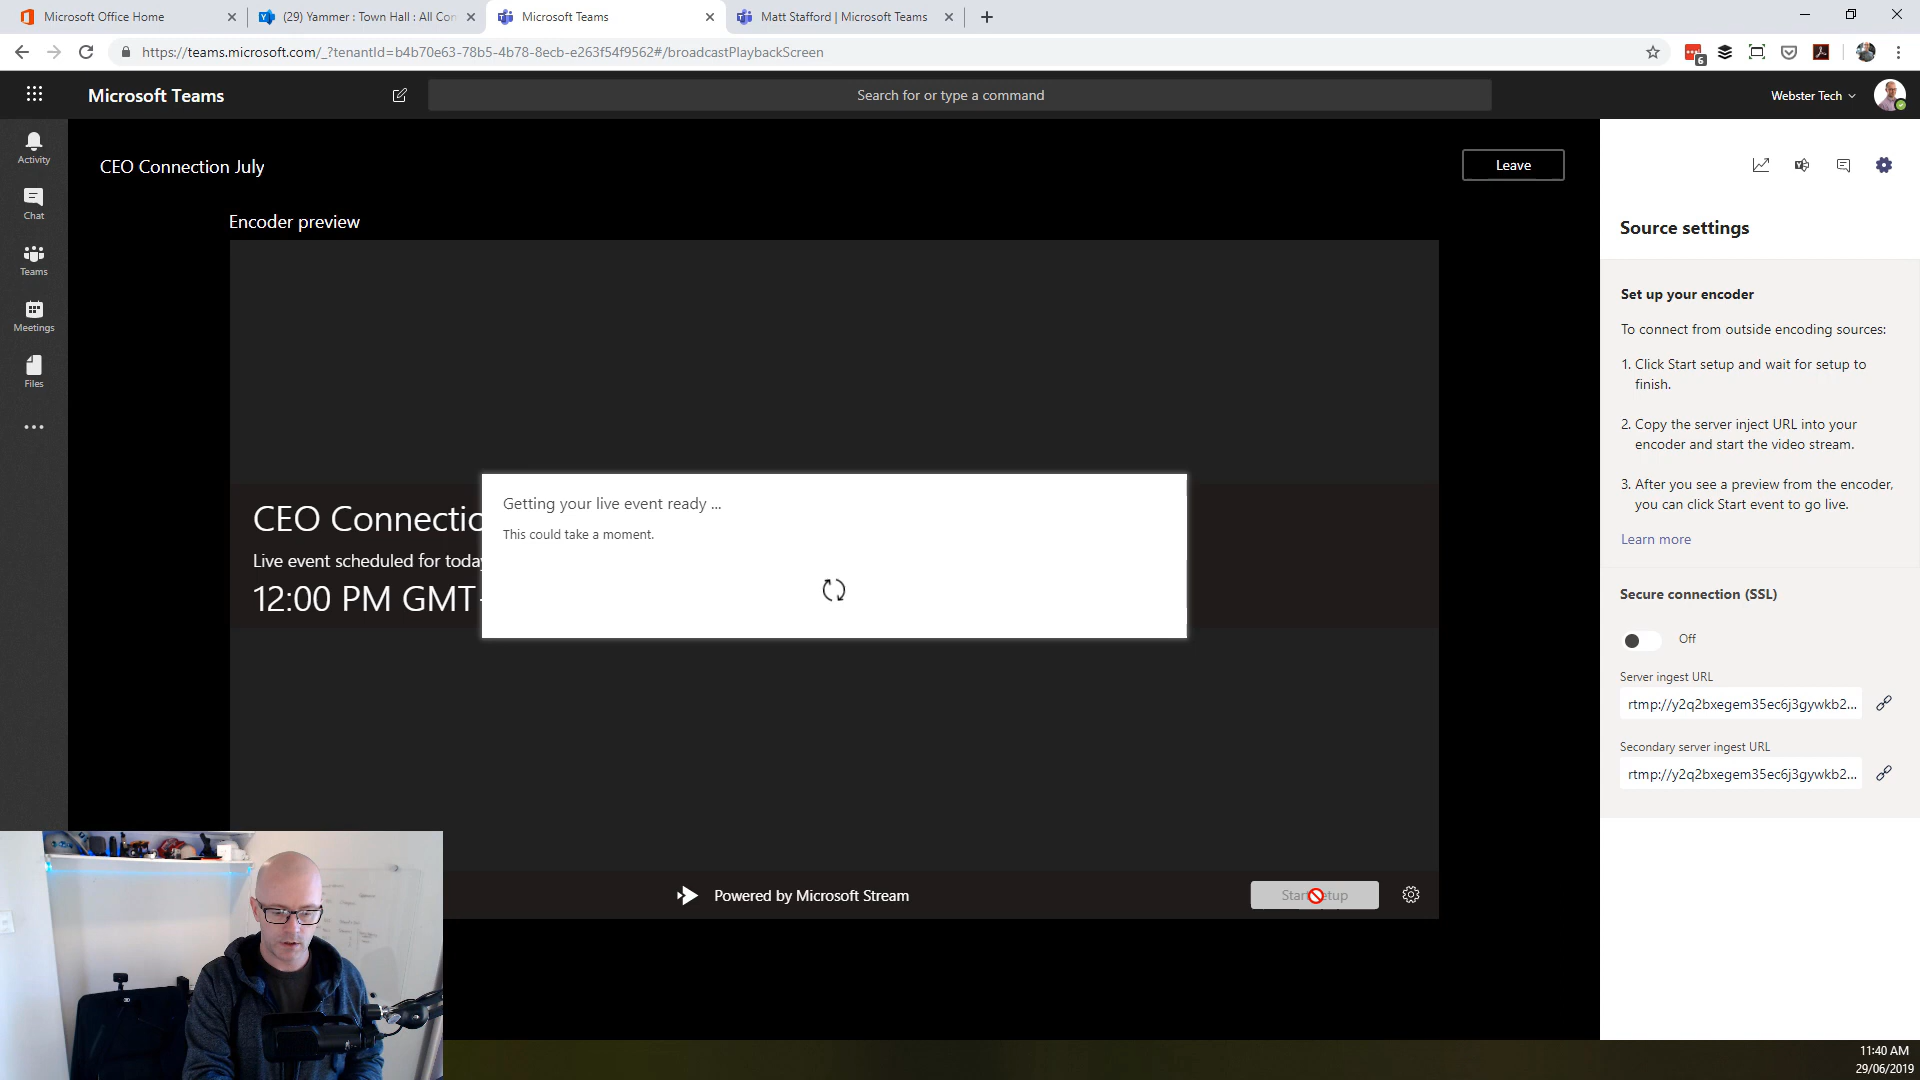 Microsoft Office Home
(29) Yammer : Town Hall : All Con
Microsoft Teams
Matt Stafford | Microsoft Teams
https://teams.microsoft.com/_?tenantId=b4b70e63-78b5-4b78-8ecb-e263f54f9562#/broadcastPlaybackScreen
6
Microsoft Teams
Search for or type a command
Webster Tech
Activity
Chat
Teams
Meetings
Files
CEO Connection July
Leave
Encoder preview
CEO Connectio
Live event scheduled for today
12:00 PM GMT
Getting your live event ready ...
This could take a moment.
Powered by Microsoft Stream
Start setup
Source settings
Set up your encoder
To connect from outside encoding sources:
1. Click Start setup and wait for setup to
finish.
2. Copy the server inject URL into your
encoder and start the video stream.
3. After you see a preview from the encoder,
you can click Start event to go live.
Learn more
Secure connection (SSL)
Off
Server ingest URL
rtmp://y2q2bxegem35ec6j3gywkb2...
Secondary server ingest URL
rtmp://y2q2bxegem35ec6j3gywkb2...
11:40 AM
29/06/2019